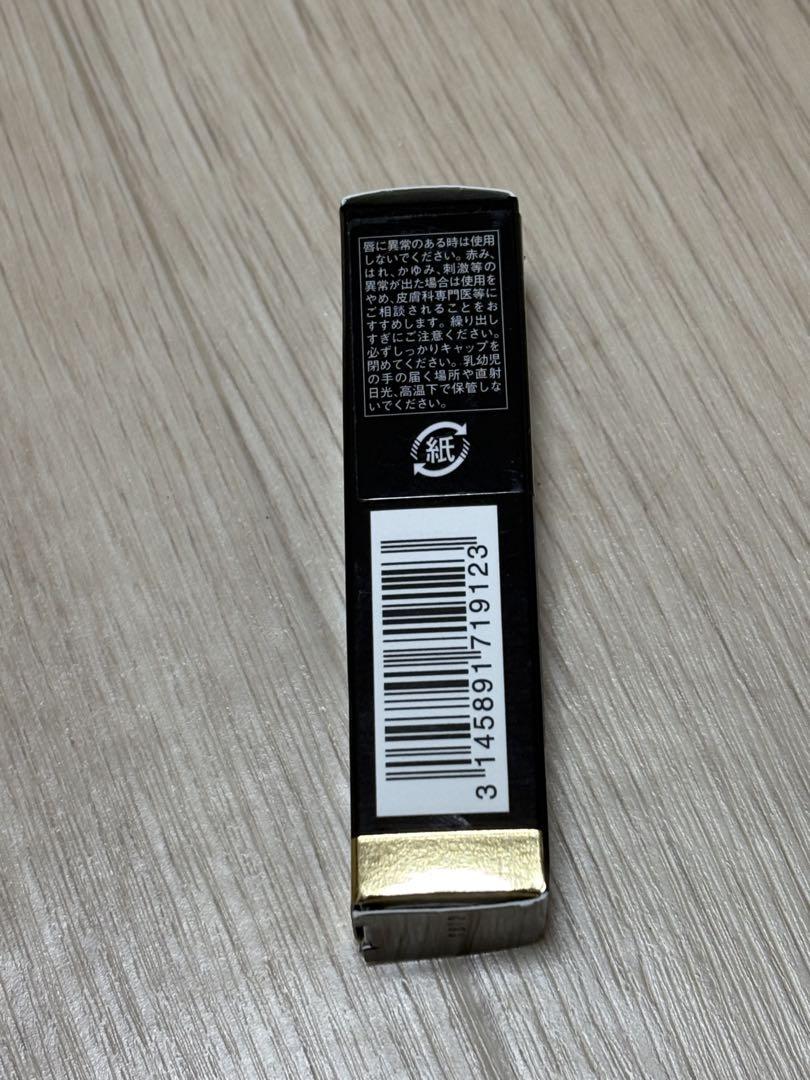 唇に異常のある時は使用
しないでください。赤み、
はれ、かゆみ、刺激等の
異常が出た場合は使用を
やめ、皮膚科専門医等に
ご相談されることをお
すすめします。繰り出し
すぎにご注意ください。
必ずしっかりキャップを
閉めてください。乳幼児
の手の届く場所や直射
日光、高温下で保管しな
いでください。
紙
3 145891 719123